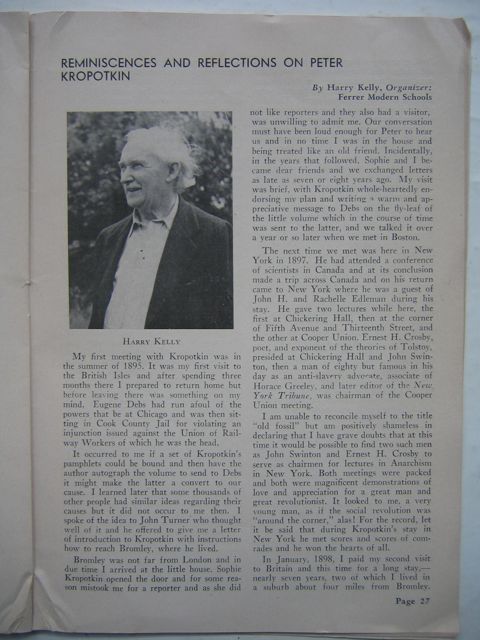 REMINISCENCES AND REFLECTIONS ON PETER
KROPOTKIN
By Harry Kelly, Organizer:
Ferrer Modern Schools
HARRY KELLY
My first meeting with Kropotkin was in
the summer of 1895. It was my first visit to
the British Isles and after spending three
months there I prepared to return home but
before leaving there was something on my
mind. Eugene Debs had run afoul of the
powers that be at Chicago and was then sit-
ting in Cook County Jail for violating an
injunction issued against the Union of Rail-
way Workers of which he was the head.
It occurred to me if a set of Kropotkin's
pamphlets could be bound and then have the
author autograph the volume to send to Debs
it might make the latter a convert to our
cause. I learned later that some thousands of
other people had similar ideas regarding their
causes but it did not occur to me then. I
spoke of the idea to John Turner who thought
well of it and he offered to give me a letter
of introduction to Kropotkin with instructions
how to reach Bromley, where he lived.
Bromley was not far from London and in
due time I arrived at the little house. Sophie
Kropotkin opened the door and for some rea-
son mistook me for a reporter and as she did
not like reporters and they also had a visitor,
was unwilling to admit me. Our conversation
must have been loud enough for Peter to hear
us and in no time I was in the house and
being treated like an old friend. Incidentally,
in the years that followed, Sophie and I be-
came dear friends and we exchanged letters
as late as seven or eight years ago. My visit
was brief, with Kropotkin whole-heartedly en-
dorsing my plan and writing a warm and ap-
preciative message to Debs on the fly-leaf of
the little volume which in the course of time
was sent to the latter, and we talked it over
a year or so later when we met in Boston.
The next time we met was here in New
York in 1897. He had attended a conference
of scientists in Canada and at its conclusion
made a trip across Canada and on his return
came to New York where he was a guest of
John H. and Rachelle Edleman during his
stay. He gave two lectures while here, the
first at Chickering Hall, then at the corner
of Fifth Avenue and Thirteenth Street, and
the other at Cooper Union. Ernest H. Crosby,
poet, and exponent of the theories of Tolstoy,
presided at Chickering Hall and John Swin-
ton, then a man of eighty but famous in his
day as an anti-slavery advocate, associate of
Horace Greeley, and later editor of the New
York Tribune, was chairman of the Cooper
Union meeting.
I am unable to reconcile myself to the title
"old fossil" but am positively shameless in
declaring that I have grave doubts that at this
time it would be possible to find two such men
as John Swinton and Ernest H. Crosby to
serve as chairmen for lectures in Anarchism
in New York. Both meetings were packed
and both were magnificent demonstrations of
love and appreciation for a great man and
great revolutionist. It looked to me, a very
young man, as if the social revolution was
"around the corner," alas! For the record, let
it be said that during Kropotkin's stay in
New York he met scores and scores of com-
rades and he won the hearts of all.
In January, 1898, I paid my second visit
to Britain and this time for a long stay,—
nearly seven years, two of which I lived in
a suburb about four miles from Bromley.
Page 27